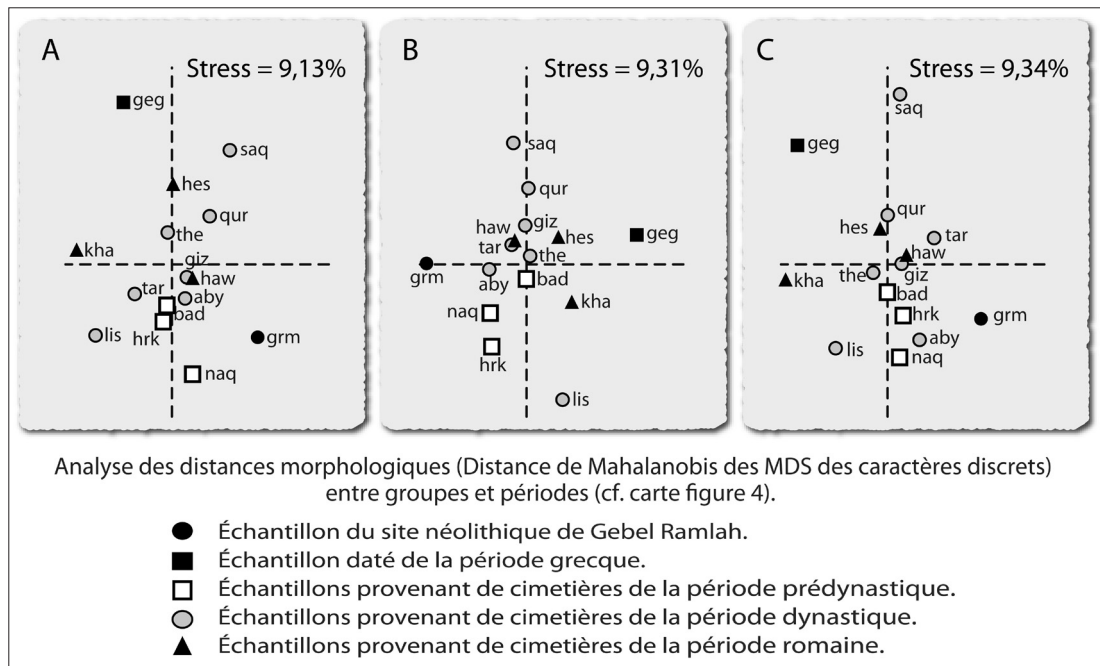 A
Stress = 9,13%
geg
saq
hes
qur
the
kha
giz
haw
tar
aby
bad
hrk
lis
grm
naq
B
Stress = 9,31%
saq
qur
giz
haw
hes
geg
tar
the
grm
aby
bad
kha
naq
hrk
lis
C
Stress = 9,34%
saq
geg
qur
hes
tar
haw
the
giz
kha
bad
hrk
grm
aby
lis
naq
Analyse des distances morphologiques (Distance de Mahalanobis des MDS des caractères discrets)
entre groupes et périodes (cf. carte figure 4).
Échantillon du site néolithique de Gebel Ramlah.
Échantillon daté de la période grecque.
Échantillons provenant de cimetières de la période prédynastique.
Échantillons provenant de cimetières de la période dynastique.
Échantillons provenant de cimetières de la période romaine.